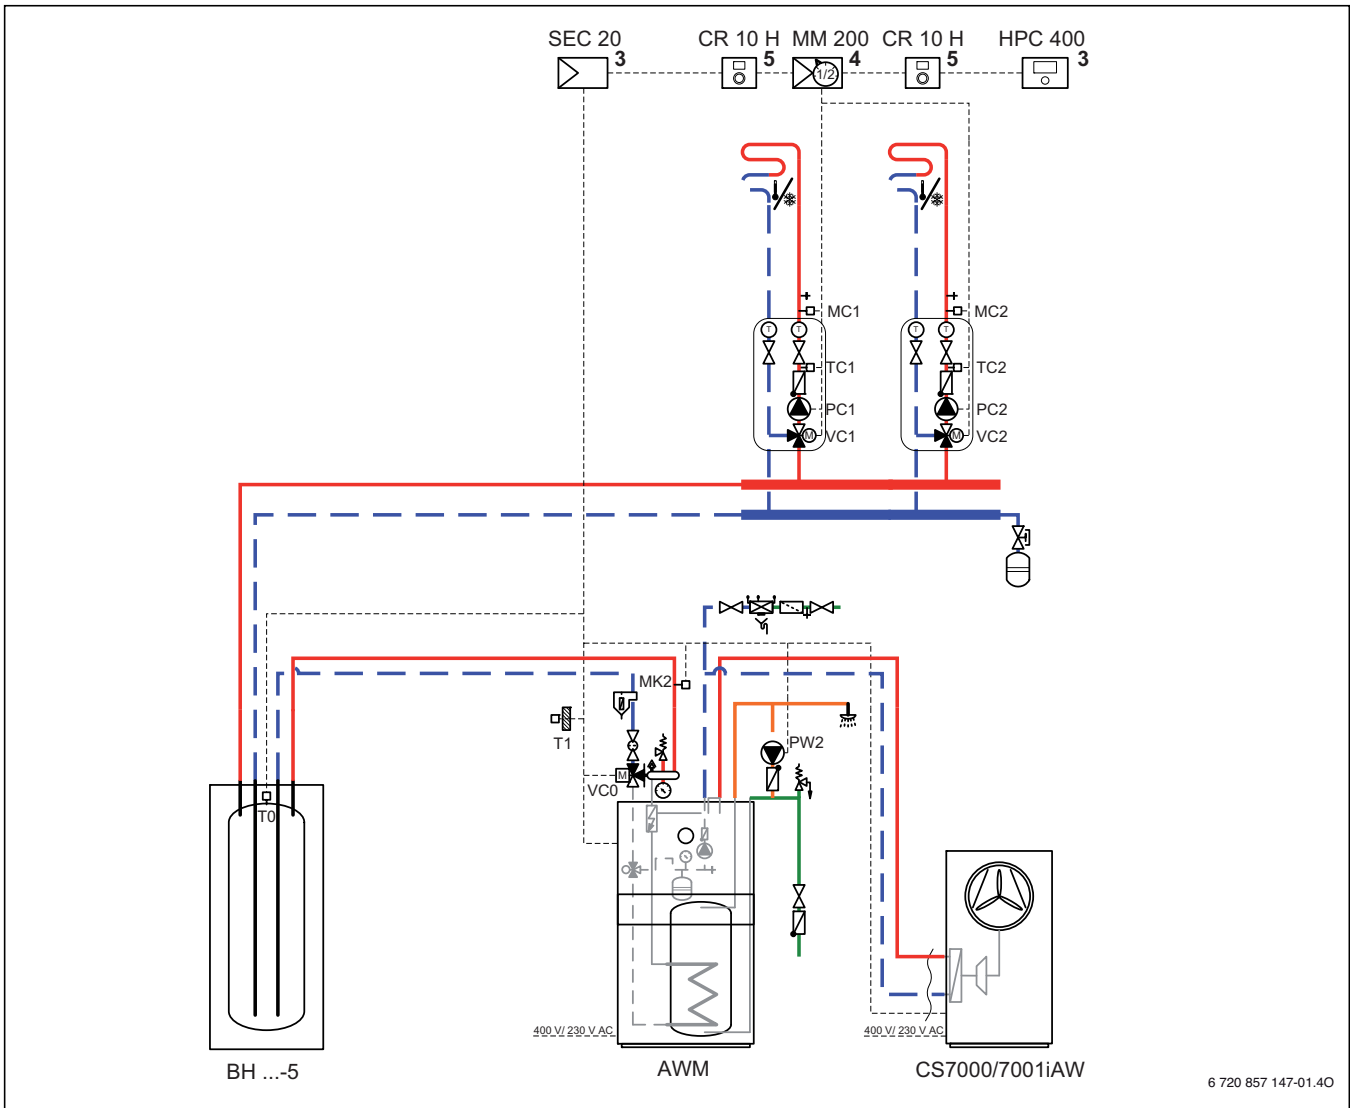 SEC 20 CR 10 H MM 200 CR 10 H HPC 400
3 5 4 5 3
1/2
MC1 MC2
T T T T
TC1 TC2
PC1 PC2
M VC1 M VC2
MK2
T1
PW2
M
VC0
T0
400 V/ 230 V AC 400 V/ 230 V AC
BH ...-5 AWM CS7000/7001iAW
6 720 857 147-01.4O